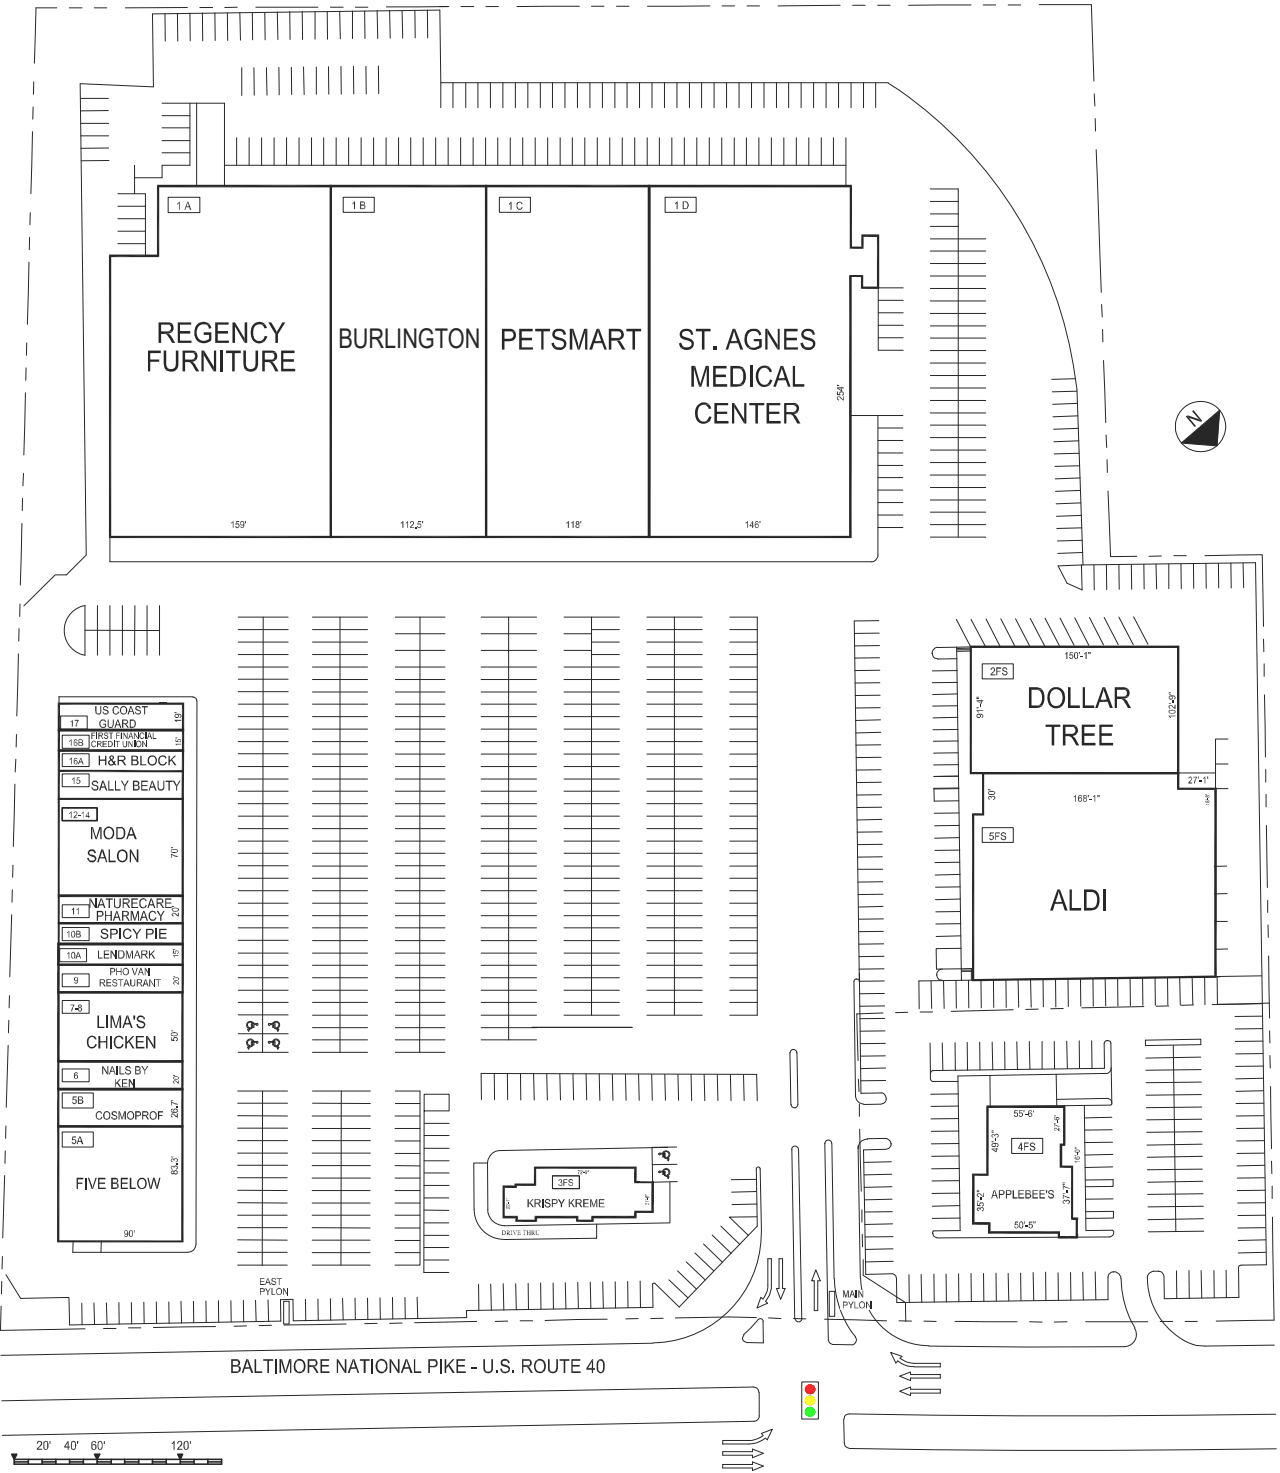 1 A
1 B
1 C
1 D
REGENCY
FURNITURE
BURLINGTON
PETSMART
ST. AGNES
MEDICAL
CENTER
254'
159'
112.5'
118'
146'
N
2FS
150'-1"
DOLLAR
TREE
91'-4"
102'-9"
27'-1'
30'
168'-1"
5FS
ALDI
17
US COAST
GUARD
19'
16B
FIRST FINANCIAL
CREDIT UNION
15'
16A
H&R BLOCK
15
SALLY BEAUTY
12-14
MODA
SALON
70'
11
NATURECARE
PHARMACY
20'
10B
SPICY PIE
10A
LENDMARK
15'
9
PHO VAN
RESTAURANT
20'
7-8
LIMA'S
CHICKEN
50'
6
NAILS BY
KEN
20'
5B
COSMOPROF
26.7'
5A
FIVE BELOW
83.3'
90'
3FS
KRISPY KREME
DRIVE THRU
55'-6'
27'-6'
49'-3"
4FS
APPLEBEE'S
35'-2"
37'-7"
50'-5"
EAST
PYLON
MAIN
PYLON
BALTIMORE NATIONAL PIKE - U.S. ROUTE 40
20' 40' 60' 120'